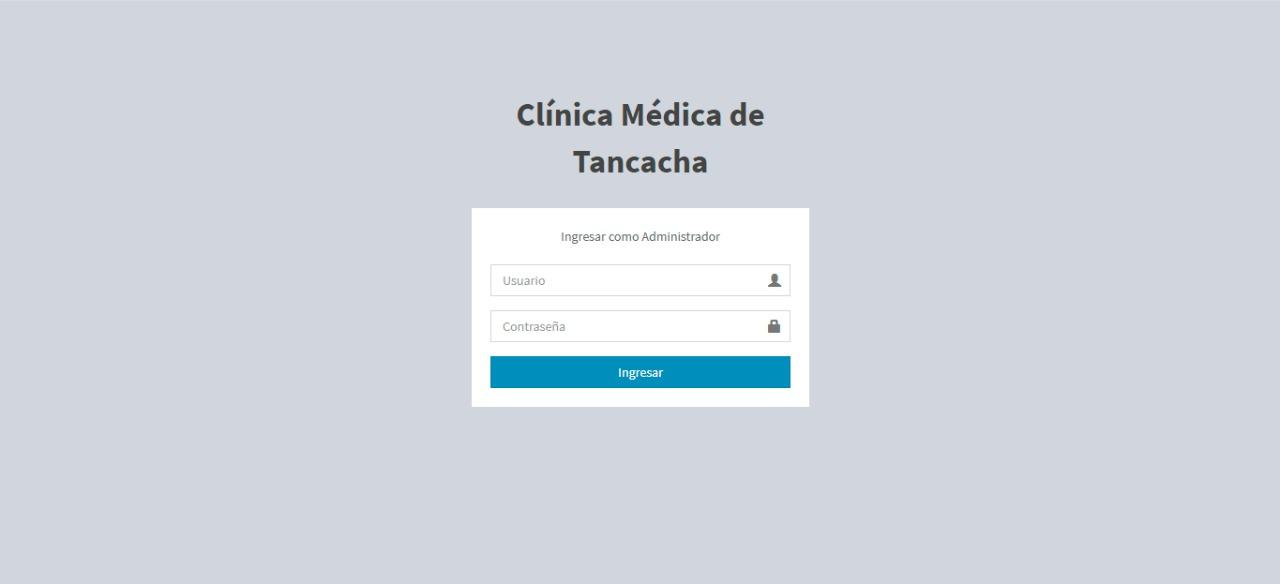 Clínica Médica de
Tancacha
Ingresar como Administrador
Usuario
Contraseña
Ingresar